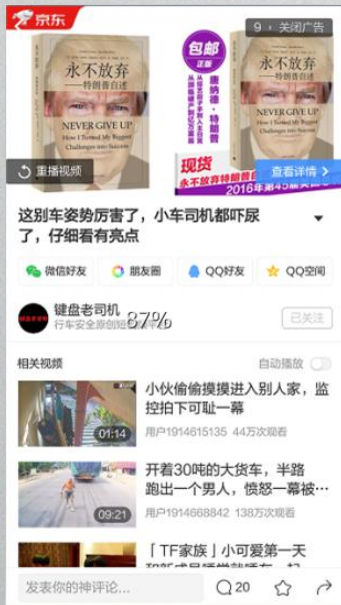 京东
9
关闭广告
永不放弃
——特朗普自述
NEVER GIVE UP
How I Turned My Biggest
Challenges into Success
包邮
正版
唐纳德·特朗普
现货
永不放弃特朗普自
2016年第45届美
永不放弃
——特朗普自述
NEVER GIVE UP
重播视频
查看详情
这别车姿势厉害了，小车司机都吓尿
了，仔细看有亮点
微信好友
朋友圈
QQ好友
QQ空间
键盘老司机
行车安全原创短
87%
已关注
相关视频
自动播放
小伙偷偷摸摸进入别人家，监
控拍下可耻一幕
01:14
用户1914615135 44万次观看
开着30吨的大货车，半路
跑出一个男人，愤怒一幕被…
09:21
用户1914668842 138万次观看
「TF家族」小可爱第一天
发表你的神评论...
20